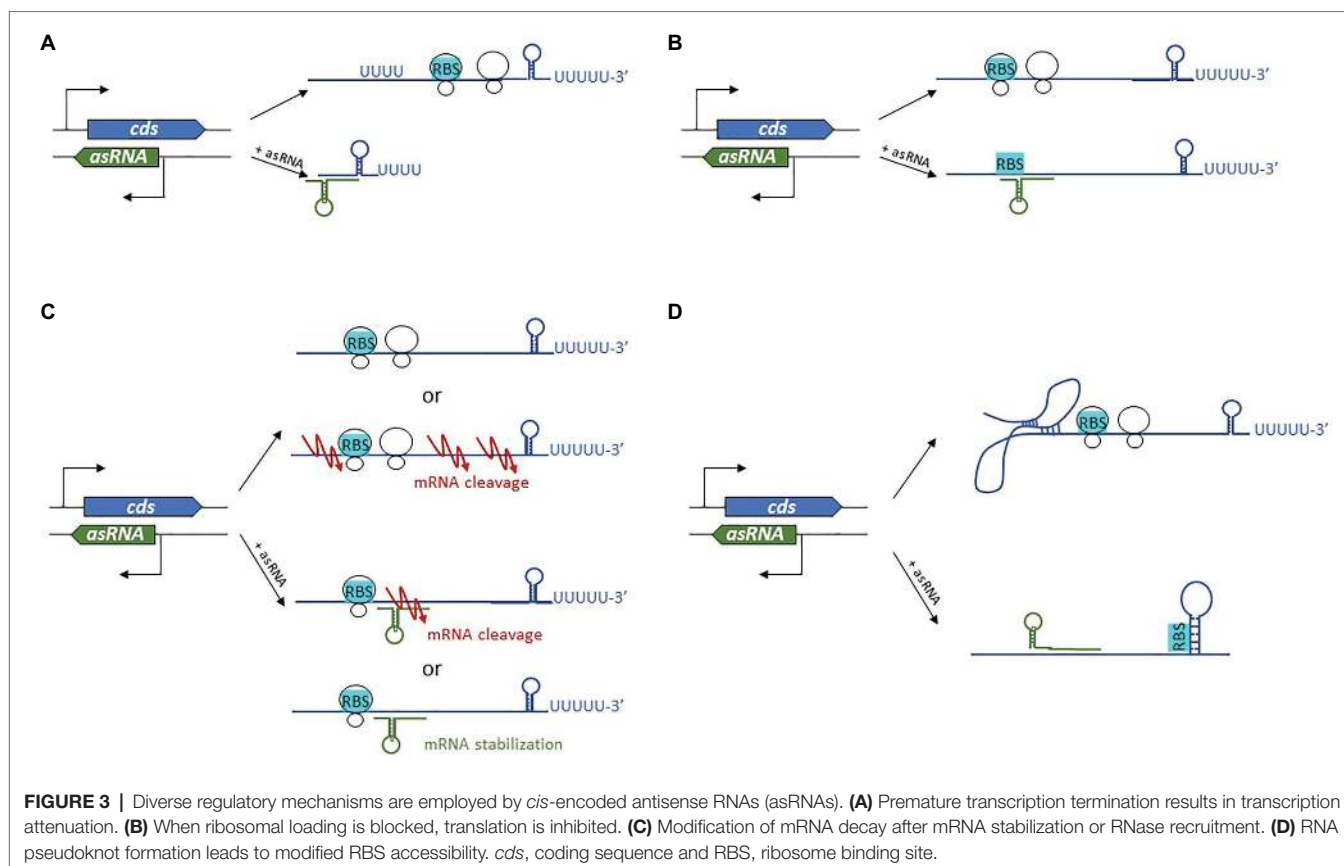 A
UUUU
RBS
UUUUU-3'
cds
asRNA
+ asRNA
UUUU
B
RBS
UUUUU-3'
cds
asRNA
+ asRNA
RBS
UUUUU-3'
C
RBS
UUUUU-3'
or
RBS
UUUUU-3'
mRNA cleavage
cds
asRNA
+ asRNA
RBS
UUUUU-3'
mRNA cleavage
or
RBS
UUUUU-3'
mRNA stabilization
D
RBS
UUUUU-3'
cds
asRNA
+ asRNA
RBS
FIGURE 3 | Diverse regulatory mechanisms are employed by cis-encoded antisense RNAs (asRNAs). (A) Premature transcription termination results in transcription
attenuation. (B) When ribosomal loading is blocked, translation is inhibited. (C) Modification of mRNA decay after mRNA stabilization or RNase recruitment. (D) RNA
pseudoknot formation leads to modified RBS accessibility. cds, coding sequence and RBS, ribosome binding site.